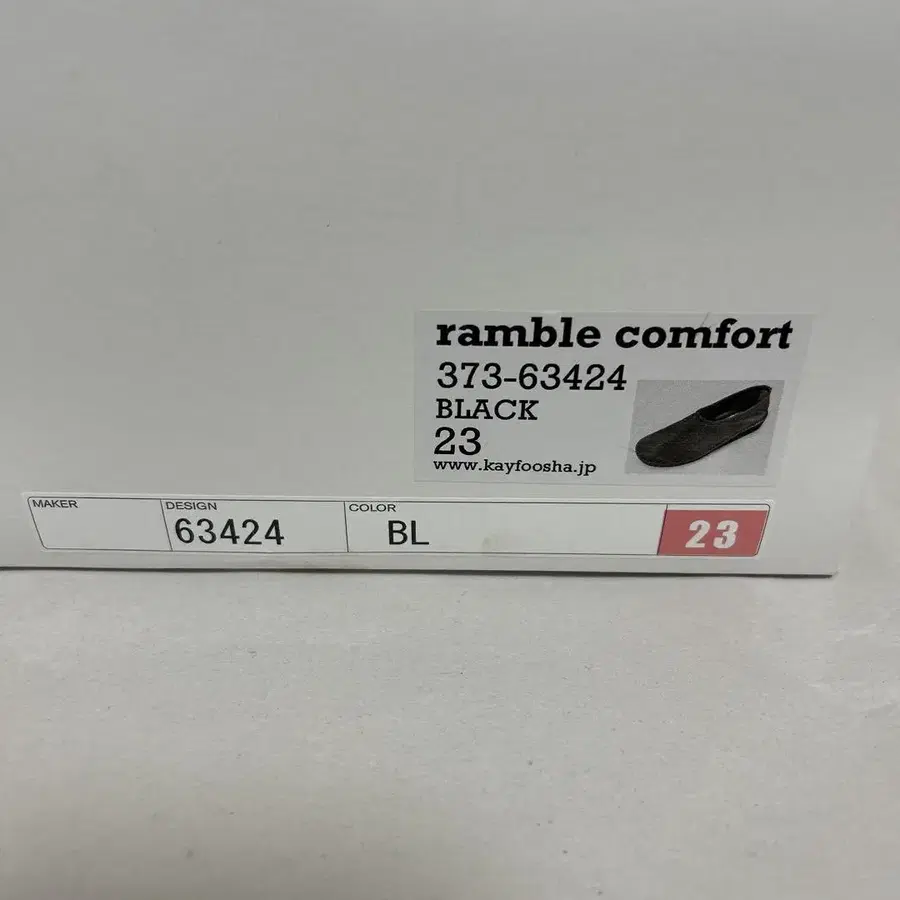 ramble comfort
373-63424
BLACK
23
www.kayfoosha.jp
MAKER DESIGN COLOR
63424 BL 23